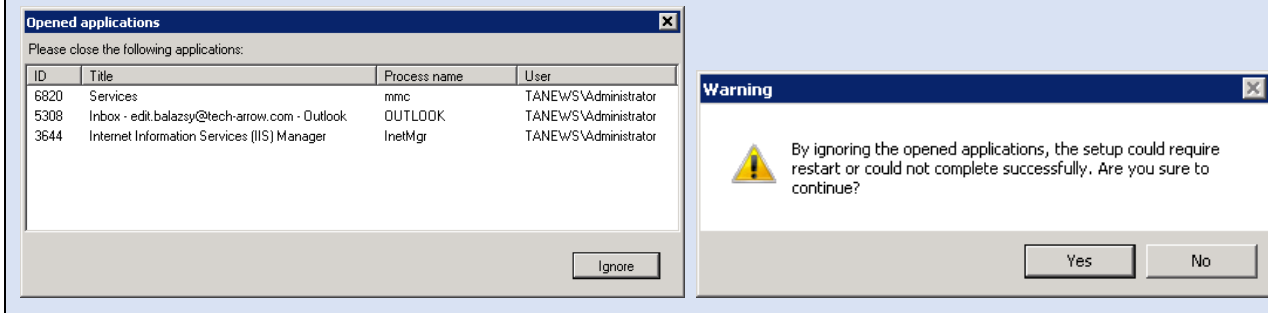 Opened applications
Please close the following applications:
ID Title Process name User
6820 Services mmc TANEWS\Administrator
5308 Inbox - edit.balazsy@tech-arrow.com - Outlook OUTLOOK TANEWS\Administrator
3644 Internet Information Services (IIS) Manager InetMgr TANEWS\Administrator
Ignore
Warning
By ignoring the opened applications, the setup could require
restart or could not complete successfully. Are you sure to
continue?
Yes No